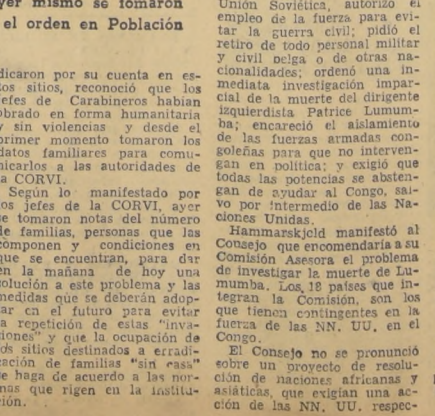 yer mismo se tomaron
el orden en Población
dicaron por su cuenta en es-
os sitios, reconoció que los
efes de Carabineros habían
obrado en forma humanitaria
y sin violencias y desde el
primer momento tomaron los
datos familiares para comu-
nicarlos a las autoridades de
a CORVI.
Según lo manifestado por
os jefes de la CORVI, ayer
e tomaron notas del número
de familias, personas que las
componen y condiciones en
que se encuentran, para dar
en la mañana de hoy una
solución a este problema y las
medidas que se deberán adop-
ar en el futuro para evitar
a repetición de estas "inva-
iones" y que la ocupación de
os sitios destinados a erradi-
cación de familias "sin casa"
e haga de acuerdo a las nor-
mas que rigen en la institu-
ión.
Unión Soviética, autorizó el
empleo de la fuerza para evi-
tar la guerra civil; pidió el
retiro de todo personal militar
y civil belga o de otras na-
cionalidades; ordenó una in-
mediata investigación impar-
cial de la muerte del dirigente
izquierdista Patrice Lumum-
ba; encareció el aislamiento
de las fuerzas armadas con-
goleñas para que no interven-
gan en política; y exigió que
todas las potencias se absten-
gan de ayudar al Congo, sal-
vo por intermedio de las Na-
ciones Unidas.
Hammarskjeld manifestó al
Consejo que encomendaría a su
Comisión Asesora el problema
de investigar la muerte de Lu-
mumba. Los 18 países que in-
tegran la Comisión, son los
que tienen contingentes en la
fuerza de las NN. UU. en el
Congo.
El Consejo no se pronunció
sobre un proyecto de resolu-
ción de naciones africanas y
asiáticas, que exigían una ac-
ción de las NN. UU. respec-